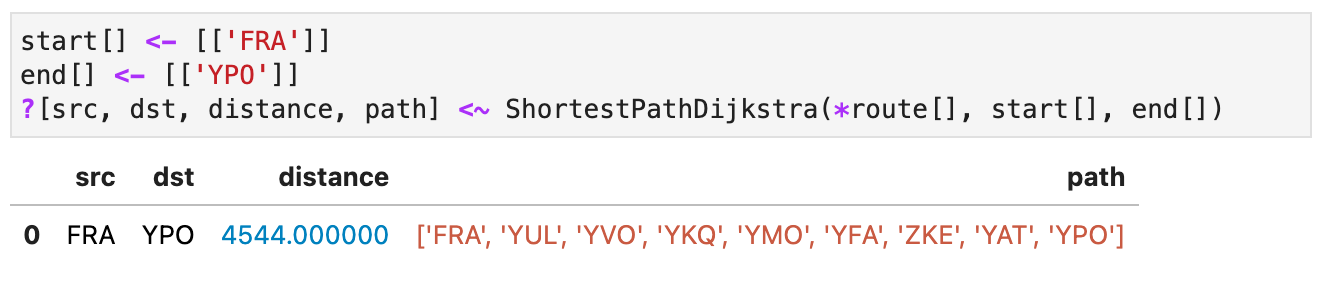 start[] <- [['FRA']]
end[] <- [['YPO']]
?[src, dst, distance, path] <~ ShortestPathDijkstra(*route[], start[], end[])
src dst distance path
0 FRA YPO 4544.000000 ['FRA', 'YUL', 'YVO', 'YKQ', 'YMO', 'YFA', 'ZKE', 'YAT', 'YPO']